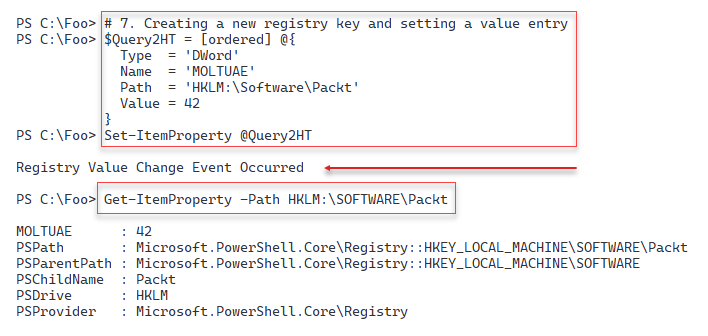 PS C:\Foo> # 7. Creating a new registry key and setting a value entry
PS C:\Foo> $Query2HT = [ordered] @{
  Type  = 'DWord'
  Name  = 'MOLTUAE'
  Path  = 'HKLM:\Software\Packt'
  Value = 42
}
PS C:\Foo> Set-ItemProperty @Query2HT
Registry Value Change Event Occurred
PS C:\Foo> Get-ItemProperty -Path HKLM:\SOFTWARE\Packt
MOLTUAE      : 42
PSPath       : Microsoft.PowerShell.Core\Registry::HKEY_LOCAL_MACHINE\SOFTWARE\Packt
PSParentPath : Microsoft.PowerShell.Core\Registry::HKEY_LOCAL_MACHINE\SOFTWARE
PSChildName  : Packt
PSDrive      : HKLM
PSProvider   : Microsoft.PowerShell.Core\Registry